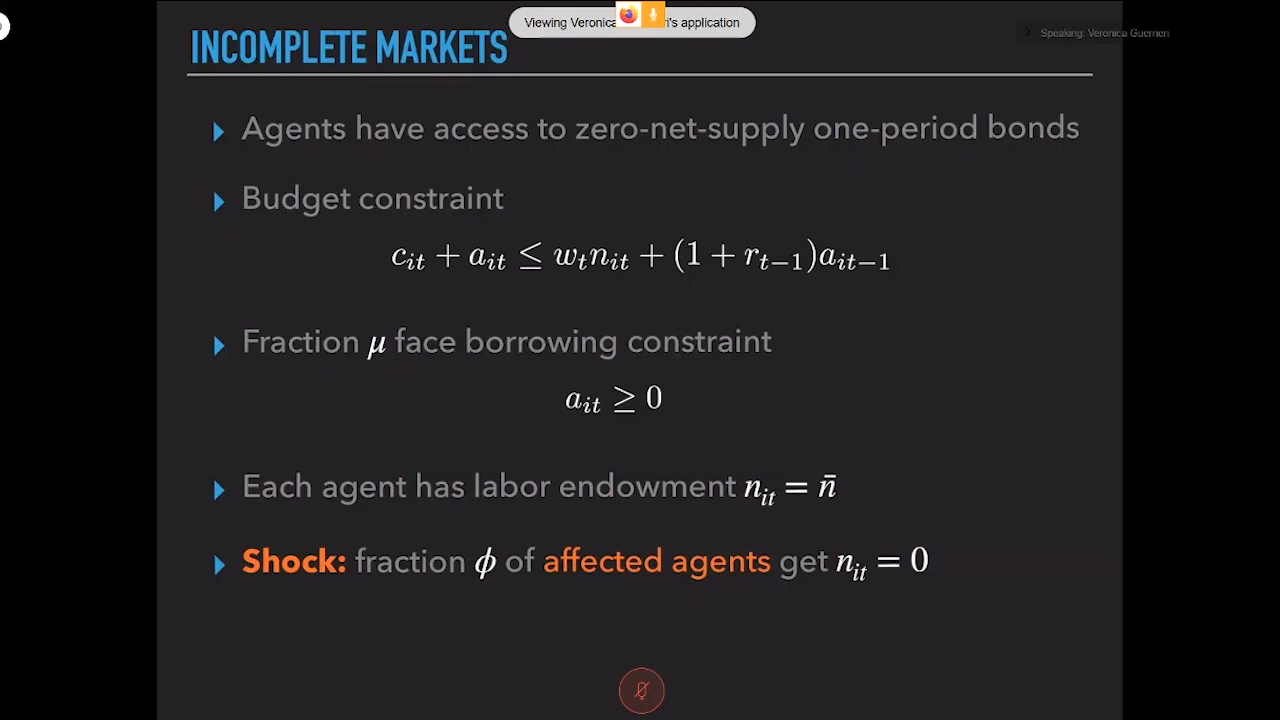 Viewing Veronica ri's application
Speaking: Veronica Guerrieri
INCOMPLETE MARKETS
Agents have access to zero-net-supply one-period bonds
Budget constraint
c_{it} + a_{it} ≤ w_t n_{it} + (1 + r_{t−1})a_{it−1}
Fraction μ face borrowing constraint
a_{it} ≥ 0
Each agent has labor endowment n_{it} = n̄
Shock: fraction ϕ of affected agents get n_{it} = 0